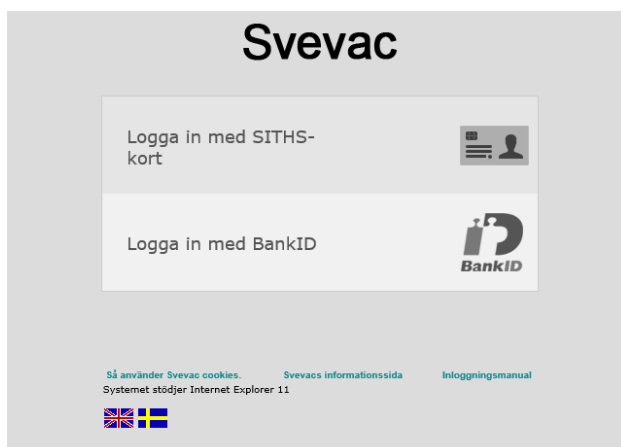 Svevac
Logga in med SITHS-
kort
Logga in med BankID
BankID
Så använder Svevac cookies. Svevacs informationssida Inloggningsmanual
Systemet stödjer Internet Explorer 11